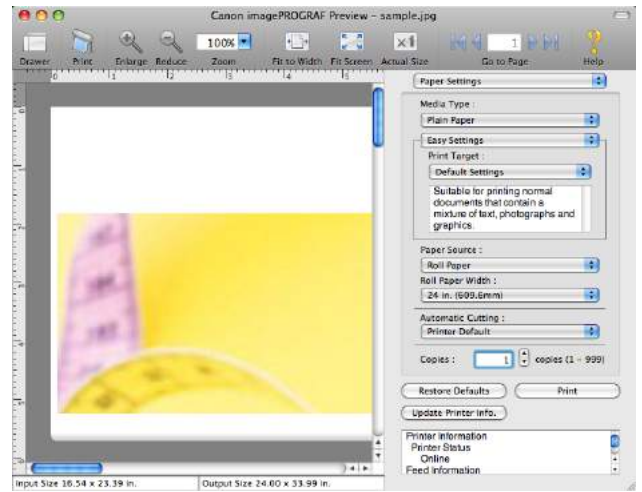 Canon imagePROGRAF Preview – sample.jpg
100%
1
Drawer Print Enlarge Reduce Zoom Fit to Width Fit Screen Actual Size Go to Page Help
Paper Settings
Media Type :
Plain Paper
Easy Settings
Print Target :
Default Settings
Suitable for printing normal
documents that contain a
mixture of text, photographs and
graphics.
Paper Source :
Roll Paper
Roll Paper Width :
24 in. (609.6mm)
Automatic Cutting :
Printer Default
Copies : 1 copies (1 – 999)
Restore Defaults Print
Update Printer Info.
Printer Information
Printer Status
Online
Feed Information
Input Size 16.54 x 23.39 in. Output Size 24.00 x 33.99 in.